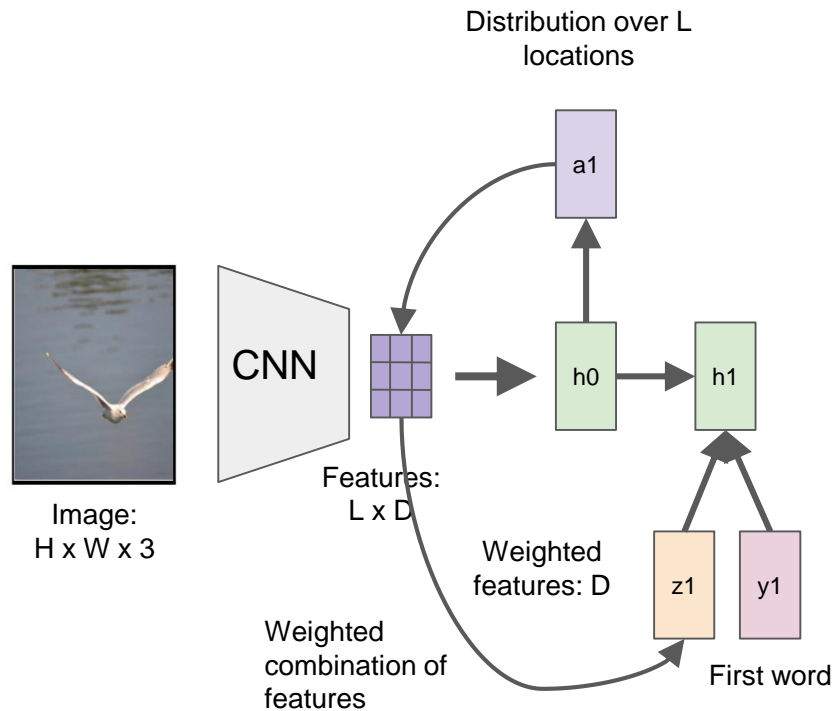 Distribution over L
locations
a1
CNN
h0
h1
Features:
L x D
Image:
H x W x 3
Weighted
features: D
z1
y1
Weighted
combination of
features
First word